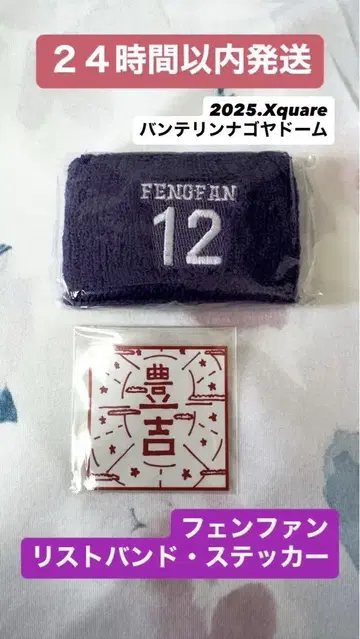 ２４時間以内発送
2025.Xquare
バンテリンナゴヤドーム
FENGFAN
12
豊吉
フェンファン
リストバンド・ステッカー